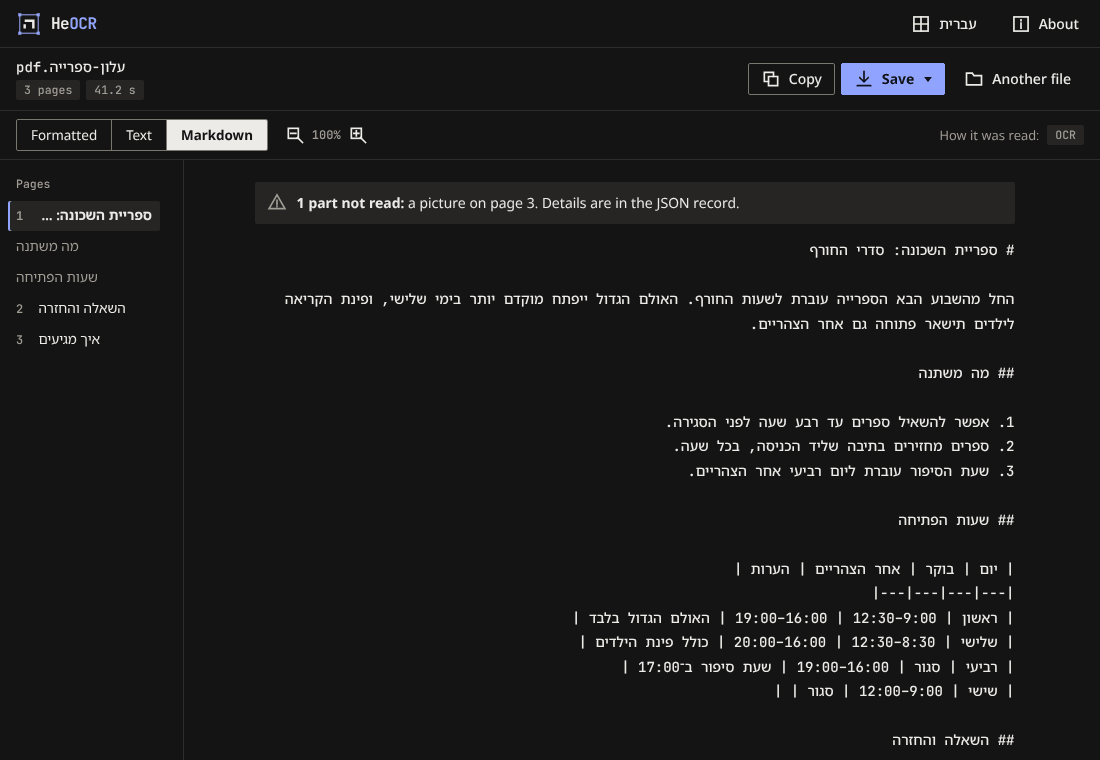 HeOCR
עברית
About
עלון-ספרייה.pdf
3 pages
41.2 s
Copy
Save
Another file
Formatted
Text
Markdown
100%
How it was read: OCR
Pages
1 ספריית השכונה: ...
מה משתנה
שעות הפתיחה
2 השאלה והחזרה
3 איך מגיעים
1 part not read: a picture on page 3. Details are in the JSON record.
# ספריית השכונה: סדרי החורף
החל מהשבוע הבא הספרייה עוברת לשעות החורף. האולם הגדול ייפתח מוקדם יותר בימי שלישי, ופינת הקריאה
לילדים תישאר פתוחה גם אחר הצהריים.
## מה משתנה
1. אפשר להשאיל ספרים עד רבע שעה לפני הסגירה.
2. ספרים מחזירים בתיבה שליד הכניסה, בכל שעה.
3. שעת הסיפור עוברת ליום רביעי אחר הצהריים.
## שעות הפתיחה
| יום | בוקר | אחר הצהריים | הערות |
|---|---|---|---|
| ראשון | 9:00–12:30 | 16:00–19:00 | האולם הגדול בלבד |
| שלישי | 8:30–12:30 | 16:00–20:00 | כולל פינת הילדים |
| רביעי | סגור | 16:00–19:00 | שעת סיפור ב־17:00 |
| שישי | 9:00–12:00 | סגור | |
## השאלה והחזרה